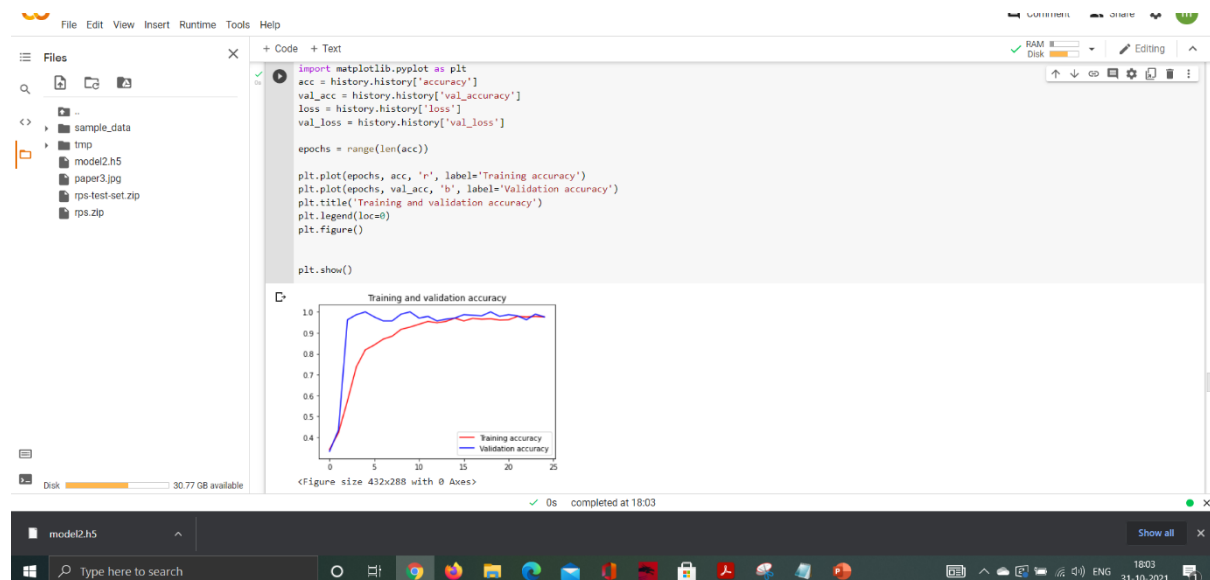 Comment Share
File Edit View Insert Runtime Tools Help
Files
+ Code + Text
RAM
Disk
Editing
..
sample_data
tmp
model2.h5
paper3.jpg
rps-test-set.zip
rps.zip
0s
import matplotlib.pyplot as plt
acc = history.history['accuracy']
val_acc = history.history['val_accuracy']
loss = history.history['loss']
val_loss = history.history['val_loss']
epochs = range(len(acc))
plt.plot(epochs, acc, 'r', label='Training accuracy')
plt.plot(epochs, val_acc, 'b', label='Validation accuracy')
plt.title('Training and validation accuracy')
plt.legend(loc=0)
plt.figure()
plt.show()
Training and validation accuracy
1.0
0.9
0.8
0.7
0.6
0.5
0.4
Training accuracy
Validation accuracy
0 5 10 15 20 25
<Figure size 432x288 with 0 Axes>
Disk 30.77 GB available
0s completed at 18:03
model2.h5
Show all
Type here to search
ENG
18:03
31-10-2021